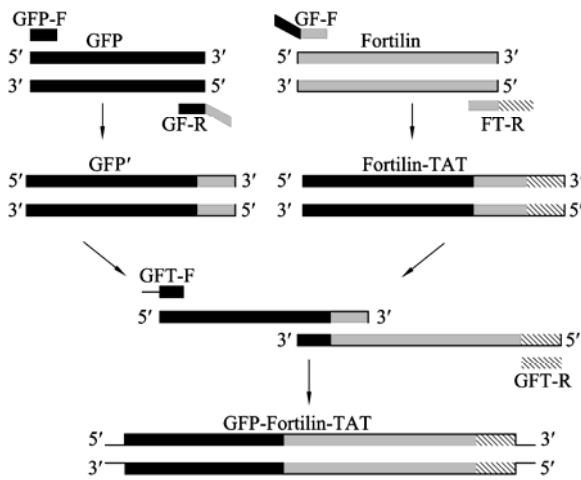 GFP-F
GFP
5′ 3′
3′ 5′
GF-R
GF-F
Fortilin
5′ 3′
3′ 5′
FT-R
GFP′
5′ 3′
3′ 5′
Fortilin-TAT
5′ 3′
3′ 5′
GFT-F
5′ 3′
3′ 5′
GFT-R
GFP-Fortilin-TAT
5′ 3′
3′ 5′